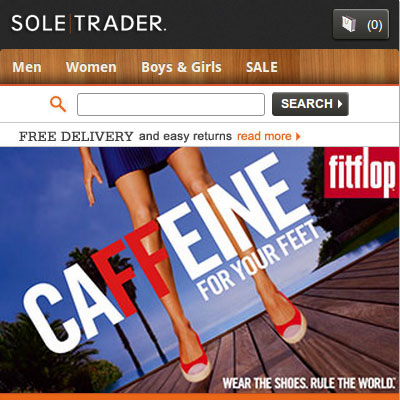 SOLE|TRADER.
(0)
Men Women Boys & Girls SALE
SEARCH
FREE DELIVERY and easy returns read more
fitflop
CAFFEINE
FOR YOUR FEET
WEAR THE SHOES. RULE THE WORLD.